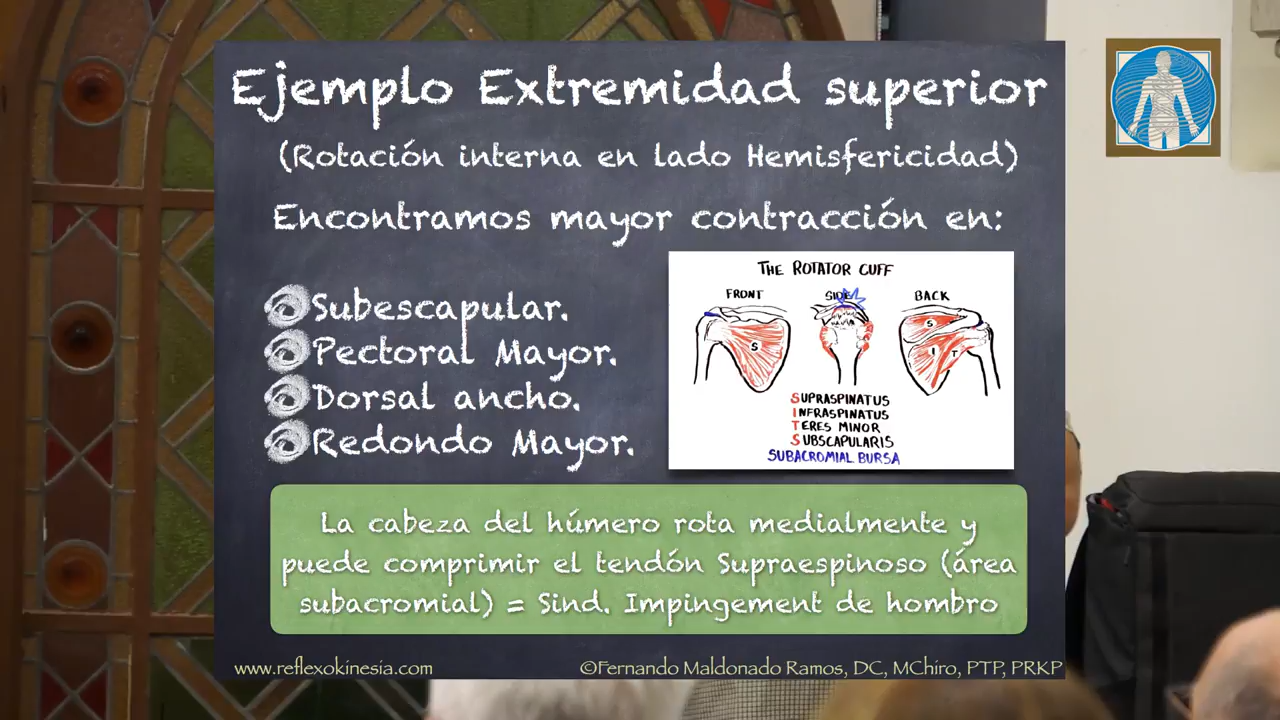 Ejemplo Extremidad superior
(Rotación interna en lado Hemisfericidad)
Encontramos mayor contracción en:
Subescapular.
Pectoral Mayor.
Dorsal ancho.
Redondo Mayor.
THE ROTATOR CUFF
FRONT
SIDE
BACK
S
S
I
T
SUPRASPINATUS
INFRASPINATUS
TERES MINOR
SUBSCAPULARIS
SUBACROMIAL BURSA
La cabeza del húmero rota medialmente y
puede comprimir el tendón Supraespinoso (área
subacromial) = Sind. Impingement de hombro
www.reflexokinesia.com
©Fernando Maldonado Ramos, DC, MChiro, PTP, PRKP